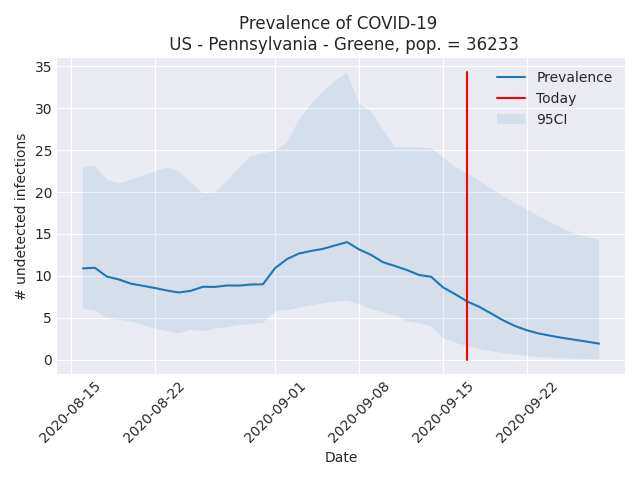 Prevalence of COVID-19
US - Pennsylvania - Greene, pop. = 36233
35
30
25
20
15
10
5
0
# undetected infections
Prevalence
Today
95CI
2020-08-15
2020-08-22
2020-09-01
2020-09-08
2020-09-15
2020-09-22
Date